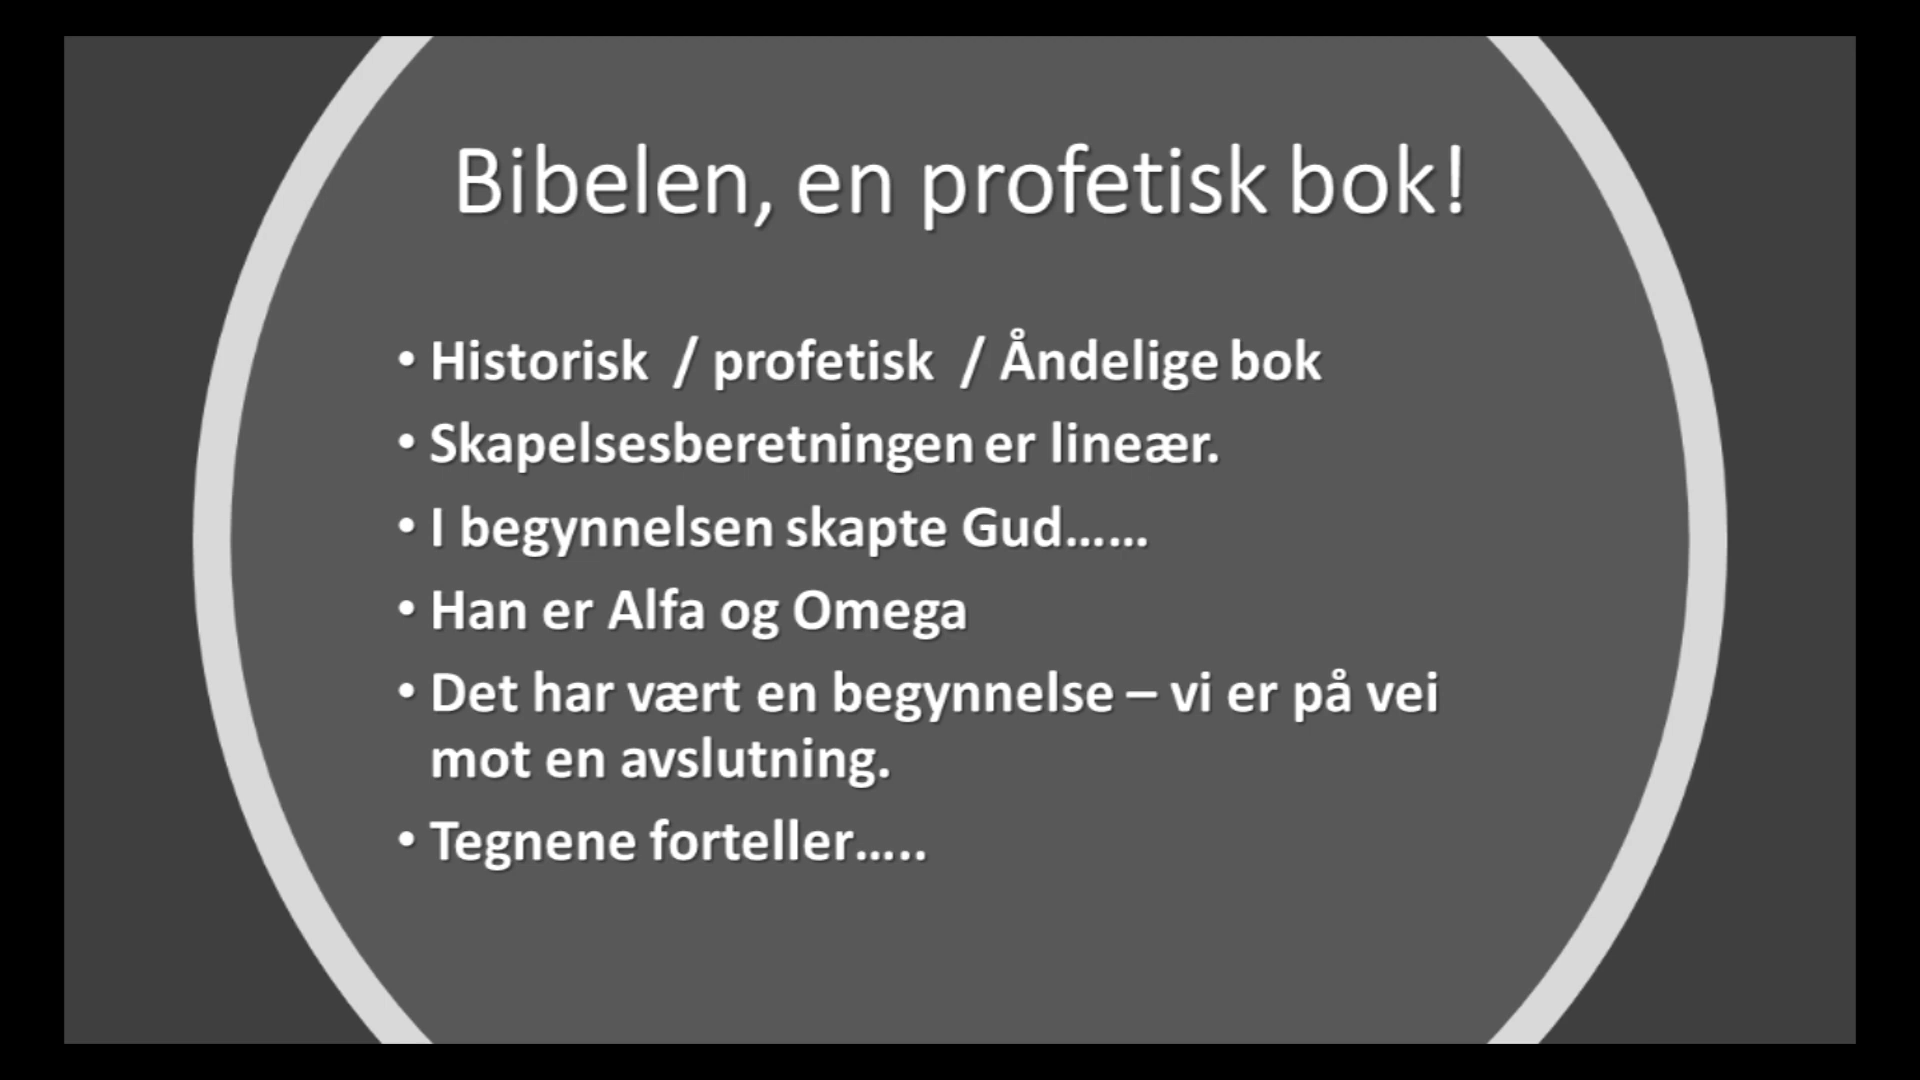 Bibelen, en profetisk bok!
• Historisk / profetisk / Åndelige bok
• Skapelsesberetningen er lineær.
• I begynnelsen skapte Gud......
• Han er Alfa og Omega
• Det har vært en begynnelse – vi er på vei
mot en avslutning.
• Tegnene forteller.....